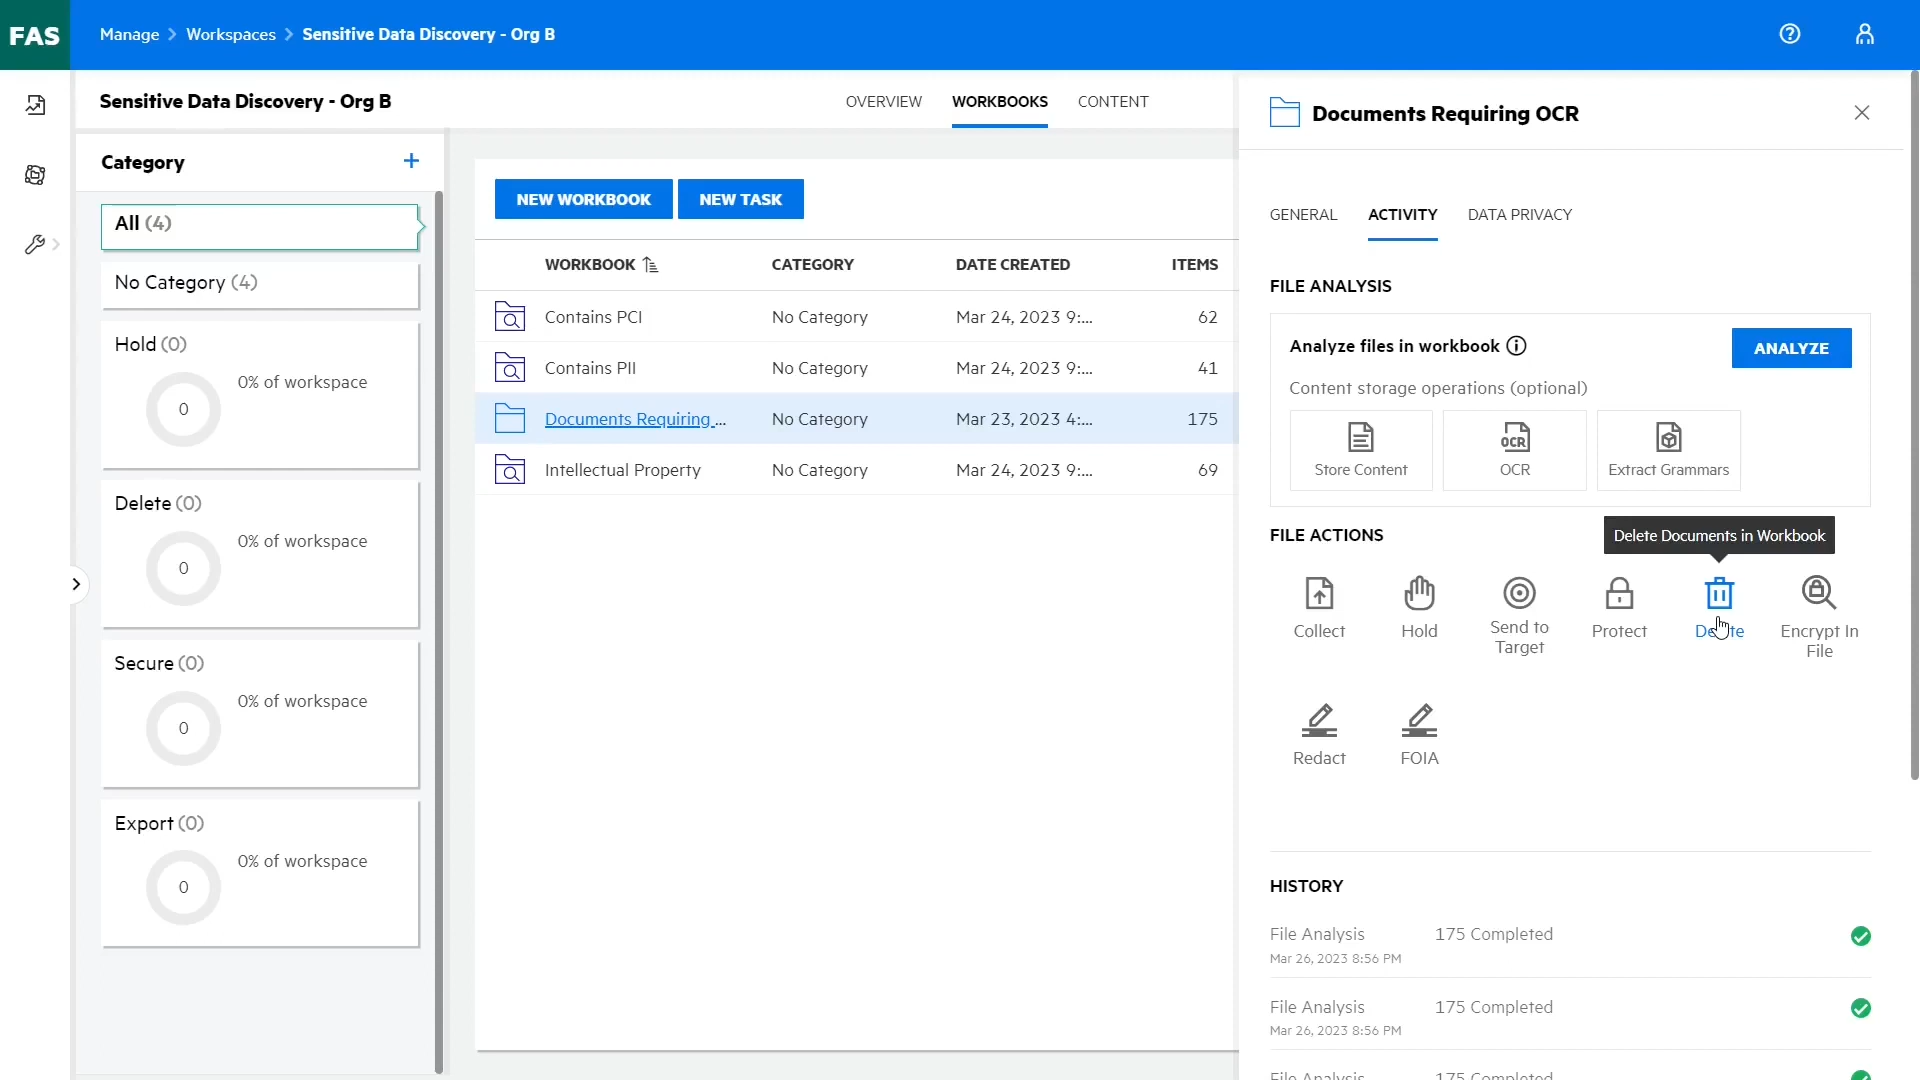 FAS
Manage > Workspaces > Sensitive Data Discovery - Org B
Sensitive Data Discovery - Org B
OVERVIEW
WORKBOOKS
CONTENT
Category
+
All (4)
No Category (4)
Hold (0)
0
0% of workspace
Delete (0)
0
0% of workspace
Secure (0)
0
0% of workspace
Export (0)
0
0% of workspace
NEW WORKBOOK
NEW TASK
WORKBOOK CATEGORY DATE CREATED ITEMS
Contains PCI No Category Mar 24, 2023 9:... 62
Contains PII No Category Mar 24, 2023 9:... 41
Documents Requiring ... No Category Mar 23, 2023 4:... 175
Intellectual Property No Category Mar 24, 2023 9:... 69
Documents Requiring OCR
GENERAL
ACTIVITY
DATA PRIVACY
FILE ANALYSIS
Analyze files in workbook
ANALYZE
Content storage operations (optional)
Store Content
OCR
OCR
Extract Grammars
FILE ACTIONS
Delete Documents in Workbook
Collect
Hold
Send to
Target
Protect
Delete
Encrypt In
File
Redact
FOIA
HISTORY
File Analysis 175 Completed
Mar 26, 2023 8:56 PM
File Analysis 175 Completed
Mar 26, 2023 8:56 PM
File Analysis 175 Completed